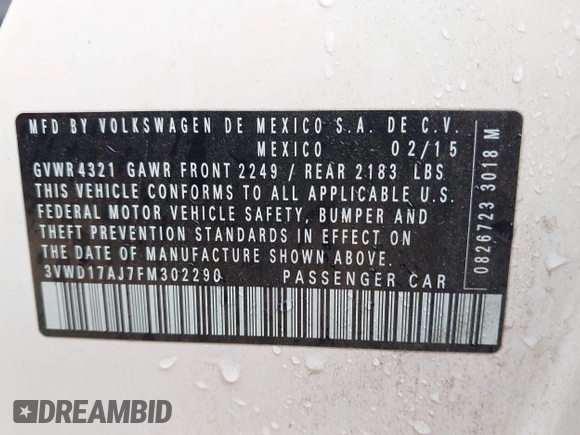 MFD BY VOLKSWAGEN DE MEXICO S.A. DE C.V.
MEXICO 02/15
GVWR 4321 GAWR FRONT 2249 / REAR 2183 LBS
THIS VEHICLE CONFORMS TO ALL APPLICABLE U.S.
FEDERAL MOTOR VEHICLE SAFETY, BUMPER AND
THEFT PREVENTION STANDARDS IN EFFECT ON
THE DATE OF MANUFACTURE SHOWN ABOVE.
3VWD17AJ7FM302290 PASSENGER CAR
0826723 3018 M
DREAMBID